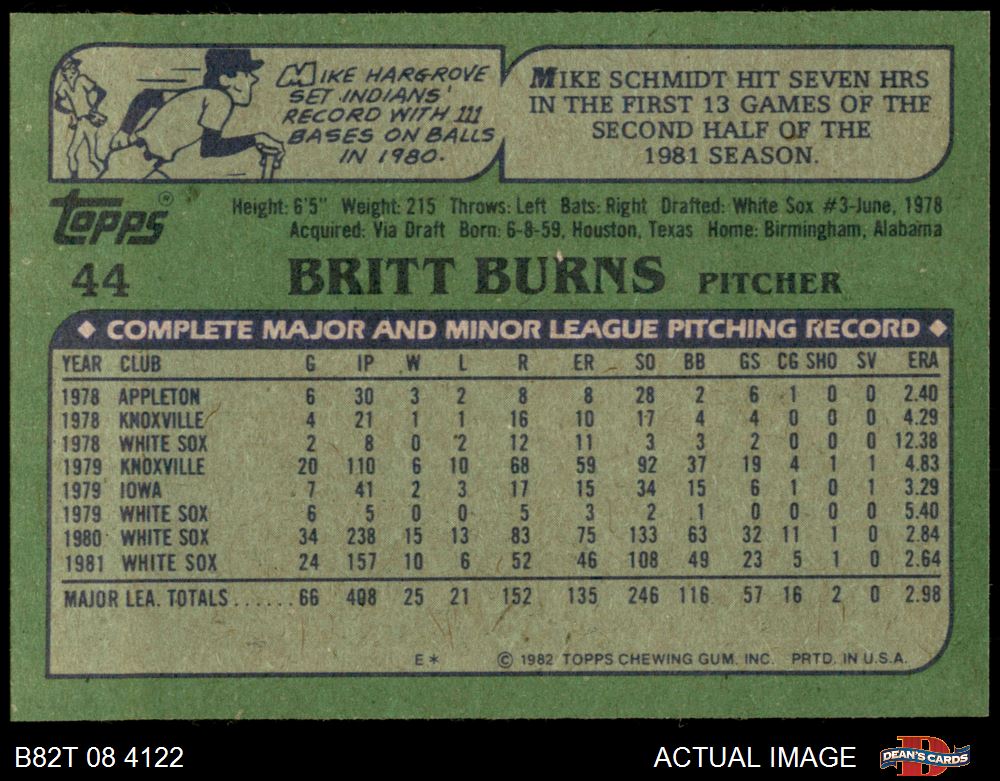 MIKE HARGROVE
SET INDIANS'
RECORD WITH 111
BASES ON BALLS
IN 1980.
MIKE SCHMIDT HIT SEVEN HRS
IN THE FIRST 13 GAMES OF THE
SECOND HALF OF THE
1981 SEASON.
Topps®
Height: 6'5" Weight: 215 Throws: Left Bats: Right Drafted: White Sox #3-June, 1978
Acquired: Via Draft Born: 6-8-59, Houston, Texas Home: Birmingham, Alabama
44 BRITT BURNS PITCHER
◆ COMPLETE MAJOR AND MINOR LEAGUE PITCHING RECORD ◆
YEAR CLUB G IP W L R ER SO BB GS CG SHO SV ERA
1978 APPLETON 6 30 3 2 8 8 28 2 6 1 0 0 2.40
1978 KNOXVILLE 4 21 1 1 16 10 17 4 4 0 0 0 4.29
1978 WHITE SOX 2 8 0 2 12 11 3 3 2 0 0 0 12.38
1979 KNOXVILLE 20 110 6 10 68 59 92 37 19 4 1 1 4.83
1979 IOWA 7 41 2 3 17 15 34 15 6 1 0 1 3.29
1979 WHITE SOX 6 5 0 0 5 3 2 1 0 0 0 0 5.40
1980 WHITE SOX 34 238 15 13 83 75 133 63 32 11 1 0 2.84
1981 WHITE SOX 24 157 10 6 52 46 108 49 23 5 1 0 2.64
MAJOR LEA. TOTALS......66 408 25 21 152 135 246 116 57 16 2 0 2.98
E* © 1982 TOPPS CHEWING GUM, INC. PRTD. IN U.S.A.
B82T 08 4122 ACTUAL IMAGE DEAN'S CARDS